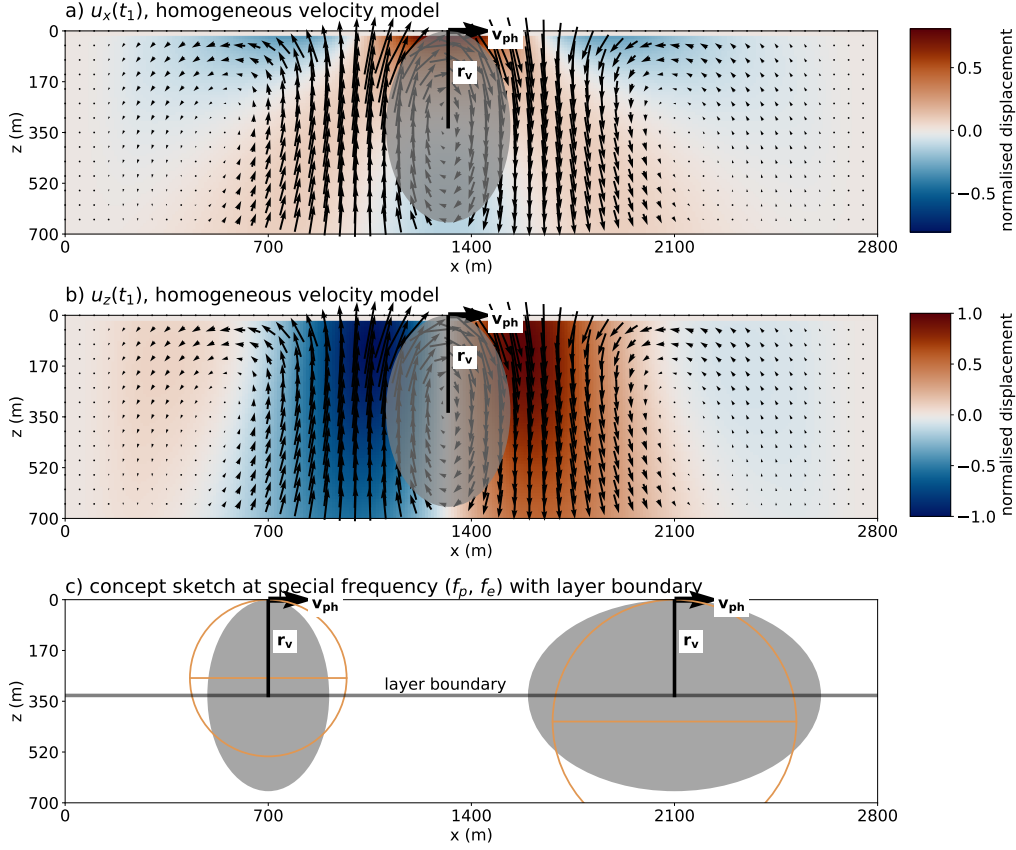 a) u_x(t_1), homogeneous velocity model
0
170
350
520
700
z (m)
v_ph
r_v
0
700
1400
2100
2800
x (m)
0.5
0.0
−0.5
normalised displacement
b) u_z(t_1), homogeneous velocity model
0
170
350
520
700
z (m)
v_ph
r_v
0
700
1400
2100
2800
x (m)
1.0
0.5
0.0
−0.5
−1.0
normalised displacement
c) concept sketch at special frequency (f_p, f_e) with layer boundary
0
170
350
520
700
z (m)
v_ph
r_v
layer boundary
v_ph
r_v
0
700
1400
2100
2800
x (m)